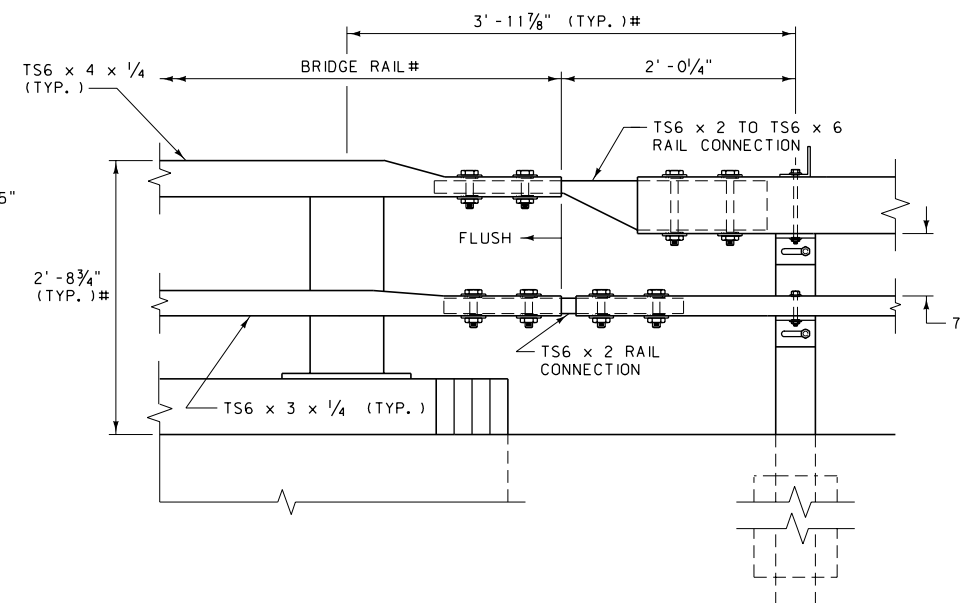 3'-11⅞" (TYP.)#
TS6 x 4 x ¼
(TYP.)
BRIDGE RAIL#
2'-0¼"
TS6 x 2 TO TS6 x 6
RAIL CONNECTION
5"
FLUSH
2'-8¾"
(TYP.)#
7
TS6 x 2 RAIL
CONNECTION
TS6 x 3 x ¼ (TYP.)